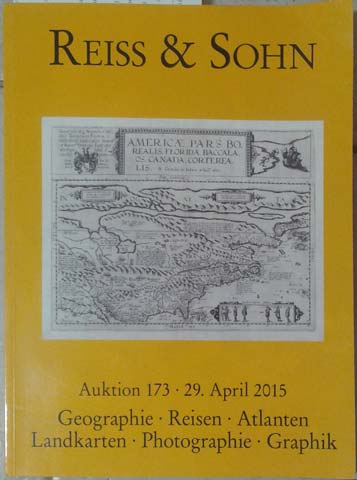 REISS & SOHN
AMERICÆ PARS BO,
REALIS, FLORIDA, BACCALA,
OS, CANADA, CORTEREA,
LIS.
Auktion 173 · 29. April 2015
Geographie · Reisen · Atlanten
Landkarten · Photographie · Graphik